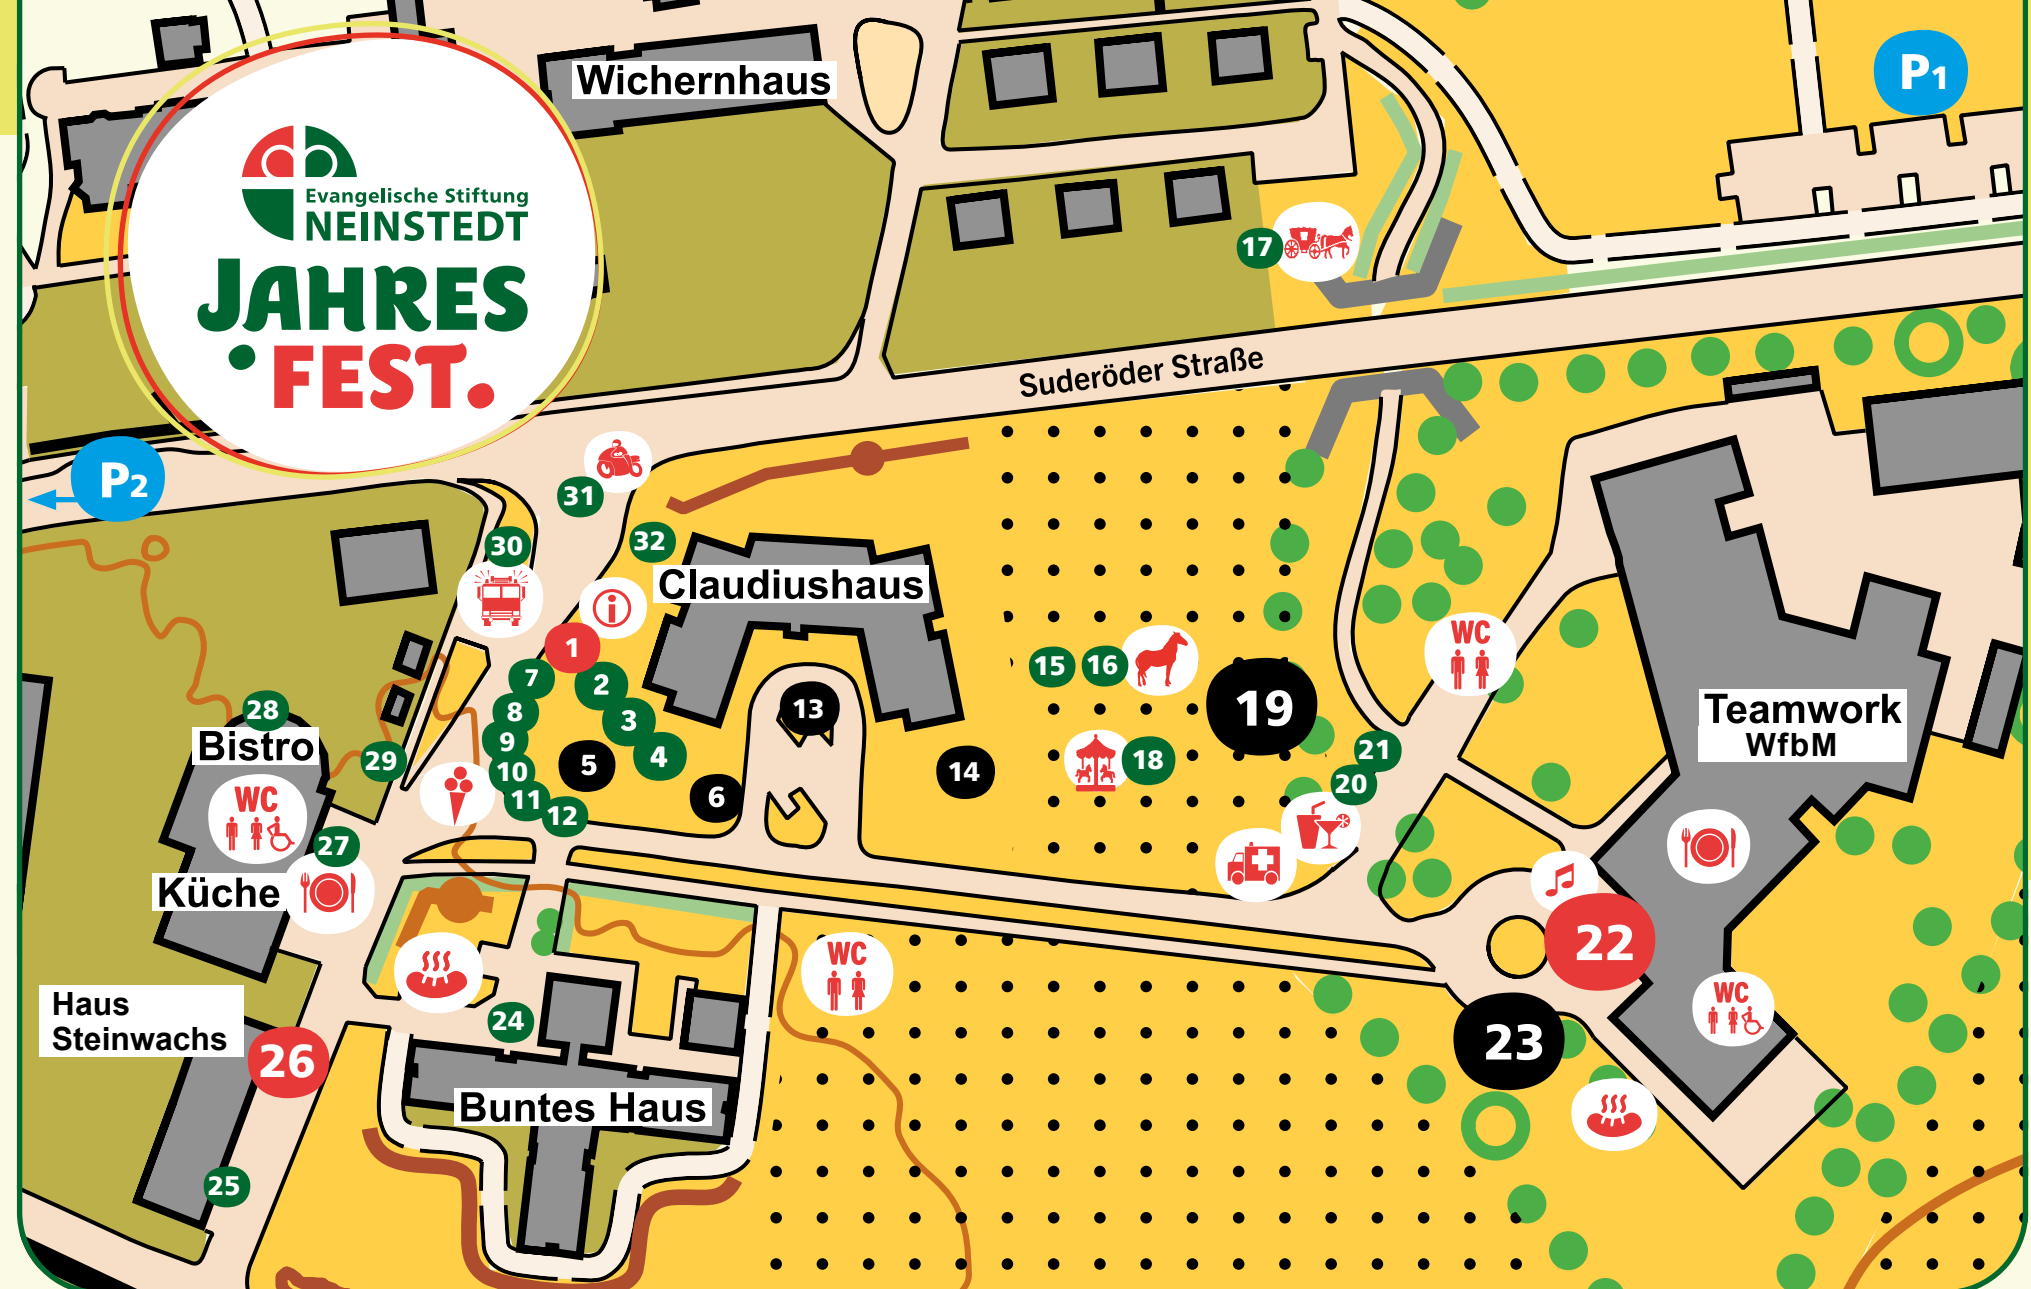 Wichernhaus
P1
Evangelische Stiftung
NEINSTEDT
JAHRES
FEST.
17
Suderöder Straße
P2
31
30
32
Claudiushaus
1
WC
7
2
15
16
28
8
3
13
19
Teamwork
WfbM
Bistro
9
4
29
10
5
14
18
21
20
6
11
12
WC
27
Küche
22
WC
WC
Haus
Steinwachs
24
23
26
Buntes Haus
25